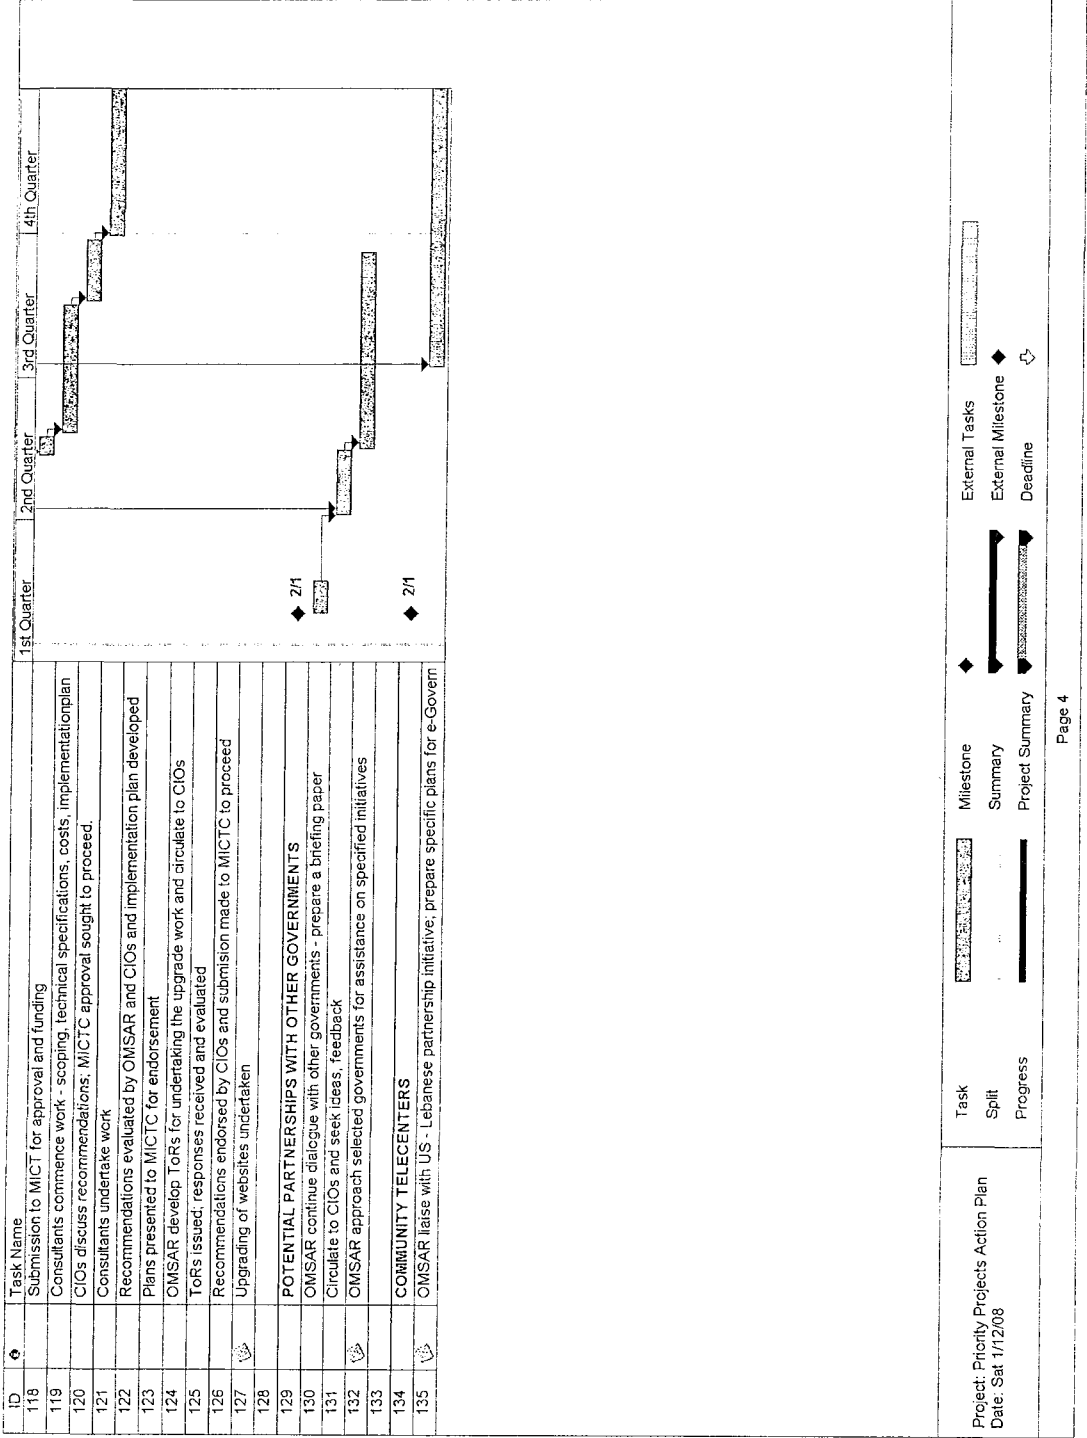 ID Task Name 1st Quarter 2nd Quarter 3rd Quarter 4th Quarter
118 Submission to MICT for approval and funding
119 Consultants commence work - scoping, technical specifications, costs, implementationplan
120 CIOs discuss recommendations; MICTC approval sought to proceed.
121 Consultants undertake work
122 Recommendations evaluated by OMSAR and CIOs and implementation plan developed
123 Plans presented to MICTC for endorsement
124 OMSAR develop ToRs for undertaking the upgrade work and circulate to CIOs
125 ToRs issued; responses received and evaluated
126 Recommendations endorsed by CIOs and submision made to MICTC to proceed
127 Upgrading of websites undertaken
128
129 POTENTIAL PARTNERSHIPS WITH OTHER GOVERNMENTS 2/1
130 OMSAR continue dialogue with other governments - prepare a briefing paper
131 Circulate to CIOs and seek ideas, feedback
132 OMSAR approach selected governments for assistance on specified initiatives
133
134 COMMUNITY TELECENTERS 2/1
135 OMSAR liaise with US - Lebanese partnership initiative; prepare specific plans for e-Govern
Project: Priority Projects Action Plan
Date: Sat 1/12/08
Task Milestone External Tasks
Split Summary External Milestone
Progress Project Summary Deadline
Page 4